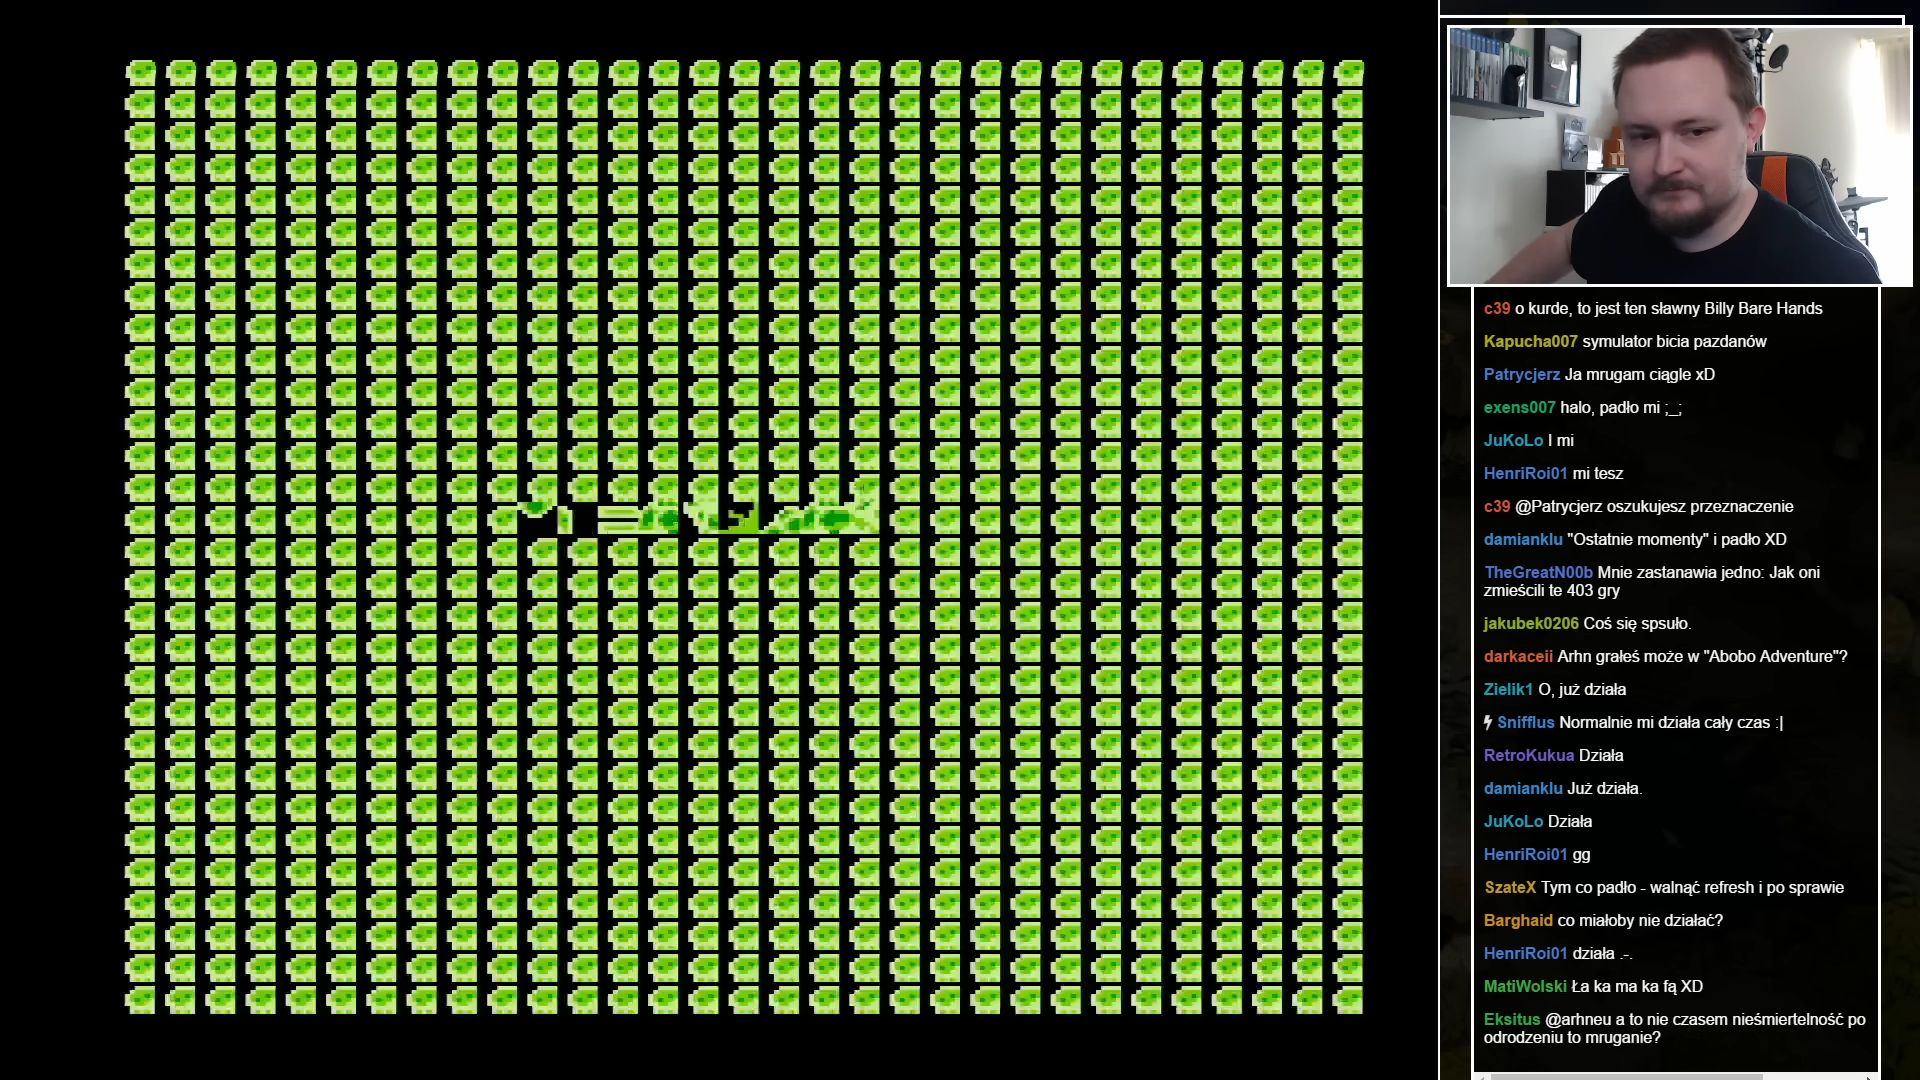 c39 o kurde, to jest ten sławny Billy Bare Hands
Kapucha007 symulator bicia pazdanów
Patrycjerz Ja mrugam ciągle xD
exens007 halo, padło mi ;_;
JuKoLo I mi
HenriRoi01 mi tesz
c39 @Patrycjerz oszukujesz przeznaczenie
damianklu "Ostatnie momenty" i padło XD
TheGreatN00b Mnie zastanawia jedno: Jak oni
zmieścili te 403 gry
jakubek0206 Coś się spsuło.
darkaceii Arhn grałeś może w "Abobo Adventure"?
Zielik1 O, już działa
Snifflus Normalnie mi działa cały czas :|
RetroKukua Działa
damianklu Już działa.
JuKoLo Działa
HenriRoi01 gg
SzateX Tym co padło - walnąć refresh i po sprawie
Barghaid co miałoby nie działać?
HenriRoi01 działa .-.
MatiWolski Ła ka ma ka fą XD
Eksitus @arhneu a to nie czasem nieśmiertelność po
odrodzeniu to mruganie?